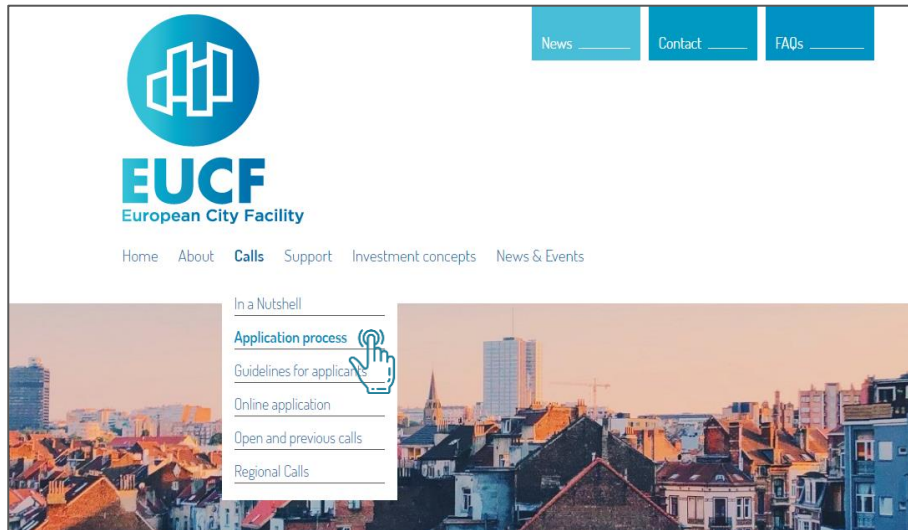 News
Contact
FAQs
EUCF
European City Facility
Home About Calls Support Investment concepts News & Events
In a Nutshell
Application process
Guidelines for applicants
Online application
Open and previous calls
Regional Calls